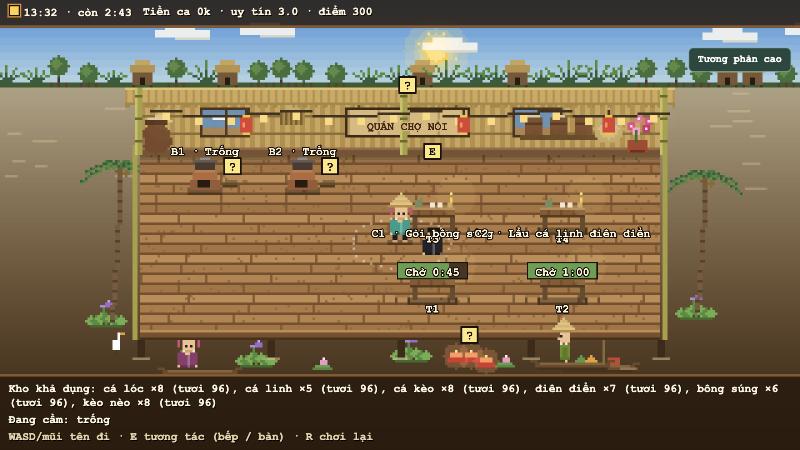 13:32 · còn 2:43 Tiền ca 0k · uy tín 3.0 · điểm 300
Tương phản cao
?
QUÁN CHỢ NỔI
B1 · Trống
B2 · Trống
E
?
?
C1 · Gói bông s
C2 · Lẩu cá linh điên điển
T3
T4
Chờ 0:45
Chờ 1:00
T1
T2
?
Kho khả dụng: cá lóc ×8 (tươi 96), cá linh ×5 (tươi 96), cá kèo ×8 (tươi 96), điên điển ×7 (tươi 96), bông súng ×6
(tươi 96), kèo nèo ×8 (tươi 96)
Đang cầm: trống
WASD/mũi tên đi · E tương tác (bếp / bàn) · R chơi lại